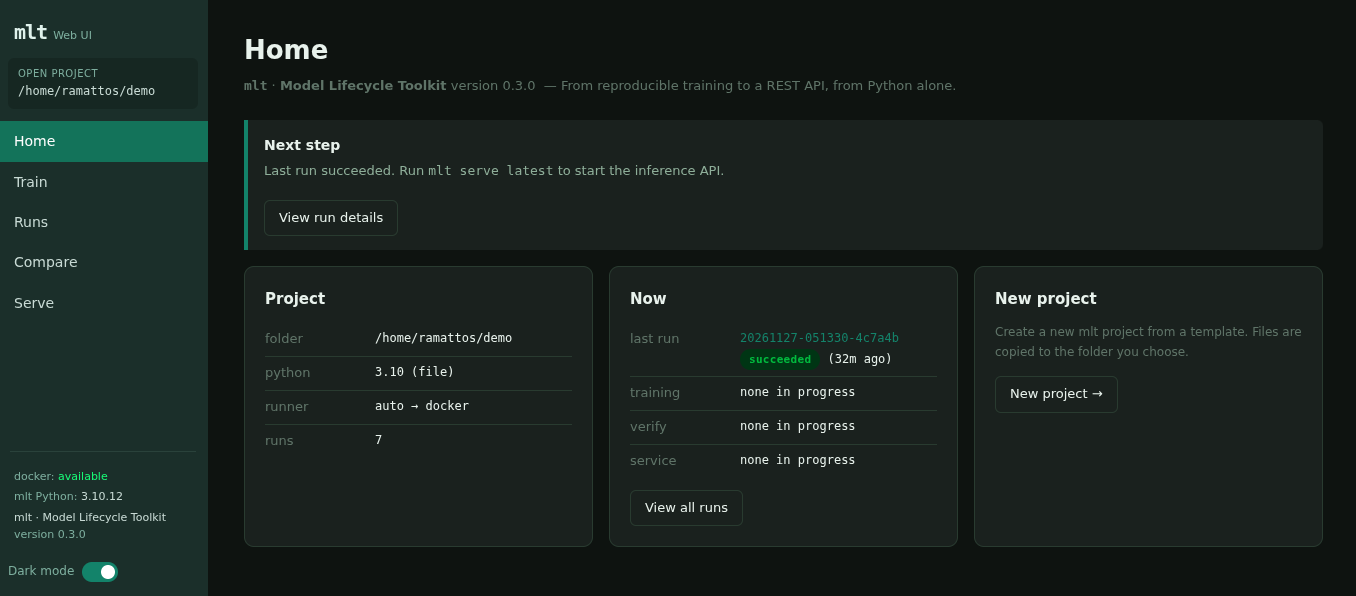 mlt Web UI
OPEN PROJECT
/home/ramattos/demo
Home
Train
Runs
Compare
Serve
docker: available
mlt Python: 3.10.12
mlt · Model Lifecycle Toolkit
version 0.3.0
Dark mode
Home
mlt · Model Lifecycle Toolkit version 0.3.0 — From reproducible training to a REST API, from Python alone.
Next step
Last run succeeded. Run mlt serve latest to start the inference API.
View run details
Project
folder /home/ramattos/demo
python 3.10 (file)
runner auto → docker
runs 7
Now
last run 20261127-051330-4c7a4b
succeeded (32m ago)
training none in progress
verify none in progress
service none in progress
View all runs
New project
Create a new mlt project from a template. Files are
copied to the folder you choose.
New project →